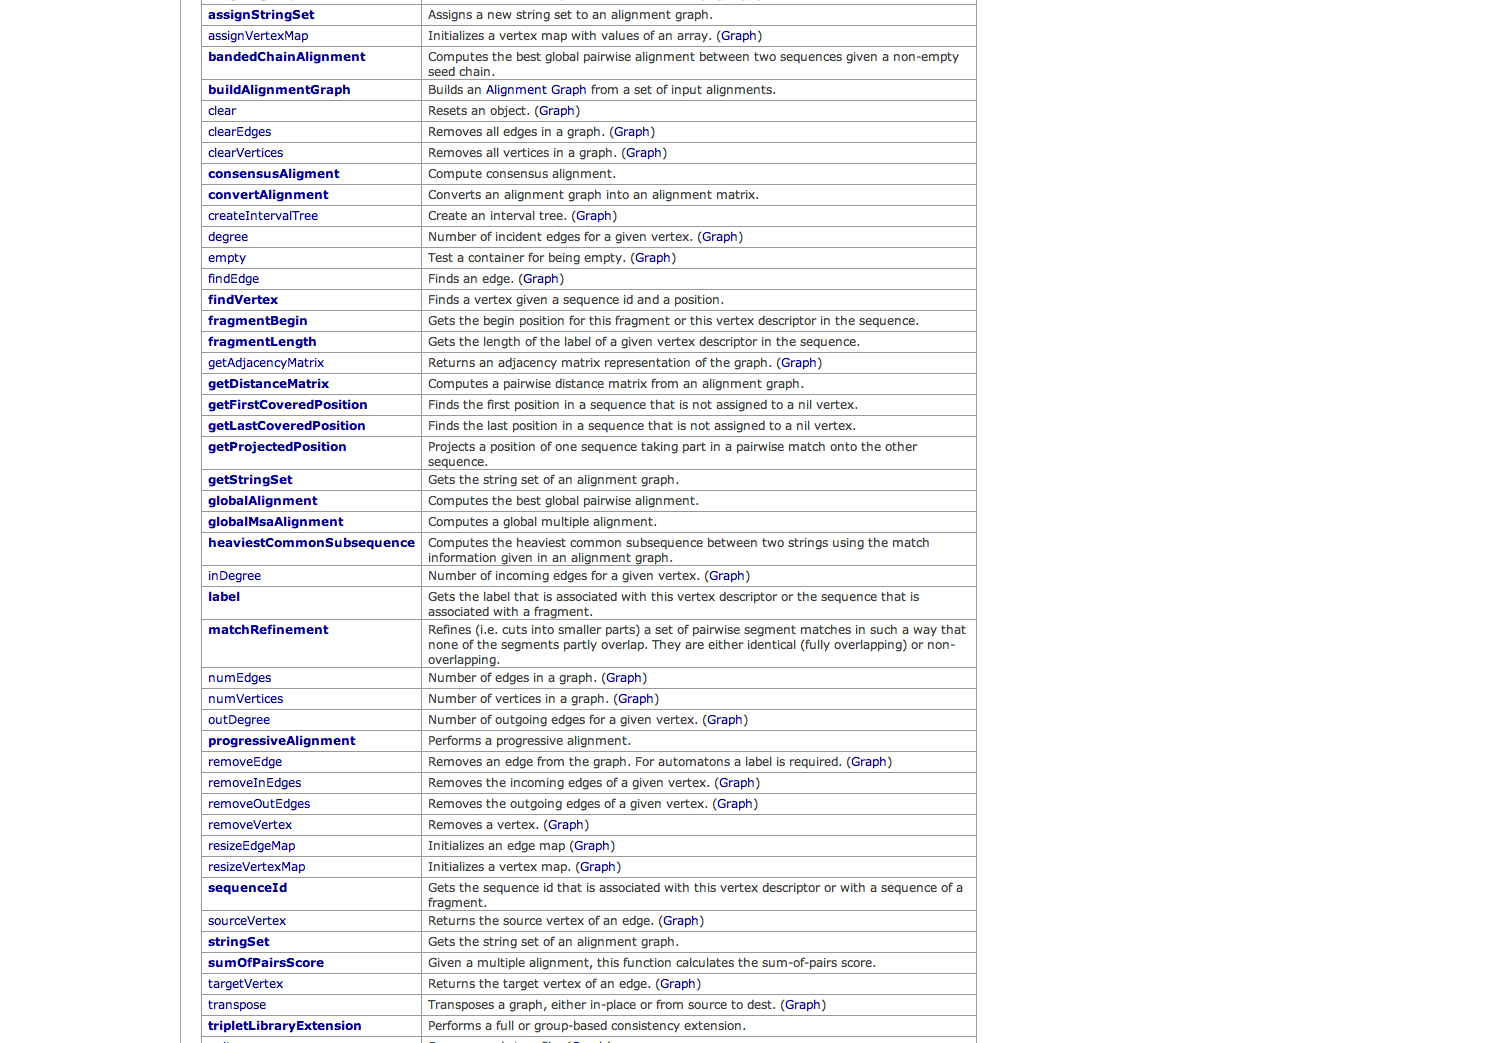 assignStringSet Assigns a new string set to an alignment graph.
assignVertexMap Initializes a vertex map with values of an array. (Graph)
bandedChainAlignment Computes the best global pairwise alignment between two sequences given a non-empty
seed chain.
buildAlignmentGraph Builds an Alignment Graph from a set of input alignments.
clear Resets an object. (Graph)
clearEdges Removes all edges in a graph. (Graph)
clearVertices Removes all vertices in a graph. (Graph)
consensusAligment Compute consensus alignment.
convertAlignment Converts an alignment graph into an alignment matrix.
createIntervalTree Create an interval tree. (Graph)
degree Number of incident edges for a given vertex. (Graph)
empty Test a container for being empty. (Graph)
findEdge Finds an edge. (Graph)
findVertex Finds a vertex given a sequence id and a position.
fragmentBegin Gets the begin position for this fragment or this vertex descriptor in the sequence.
fragmentLength Gets the length of the label of a given vertex descriptor in the sequence.
getAdjacencyMatrix Returns an adjacency matrix representation of the graph. (Graph)
getDistanceMatrix Computes a pairwise distance matrix from an alignment graph.
getFirstCoveredPosition Finds the first position in a sequence that is not assigned to a nil vertex.
getLastCoveredPosition Finds the last position in a sequence that is not assigned to a nil vertex.
getProjectedPosition Projects a position of one sequence taking part in a pairwise match onto the other
sequence.
getStringSet Gets the string set of an alignment graph.
globalAlignment Computes the best global pairwise alignment.
globalMsaAlignment Computes a global multiple alignment.
heaviestCommonSubsequence Computes the heaviest common subsequence between two strings using the match
information given in an alignment graph.
inDegree Number of incoming edges for a given vertex. (Graph)
label Gets the label that is associated with this vertex descriptor or the sequence that is
associated with a fragment.
matchRefinement Refines (i.e. cuts into smaller parts) a set of pairwise segment matches in such a way that
none of the segments partly overlap. They are either identical (fully overlapping) or non-
overlapping.
numEdges Number of edges in a graph. (Graph)
numVertices Number of vertices in a graph. (Graph)
outDegree Number of outgoing edges for a given vertex. (Graph)
progressiveAlignment Performs a progressive alignment.
removeEdge Removes an edge from the graph. For automatons a label is required. (Graph)
removeInEdges Removes the incoming edges of a given vertex. (Graph)
removeOutEdges Removes the outgoing edges of a given vertex. (Graph)
removeVertex Removes a vertex. (Graph)
resizeEdgeMap Initializes an edge map (Graph)
resizeVertexMap Initializes a vertex map. (Graph)
sequenceId Gets the sequence id that is associated with this vertex descriptor or with a sequence of a
fragment.
sourceVertex Returns the source vertex of an edge. (Graph)
stringSet Gets the string set of an alignment graph.
sumOfPairsScore Given a multiple alignment, this function calculates the sum-of-pairs score.
targetVertex Returns the target vertex of an edge. (Graph)
transpose Transposes a graph, either in-place or from source to dest. (Graph)
tripletLibraryExtension Performs a full or group-based consistency extension.